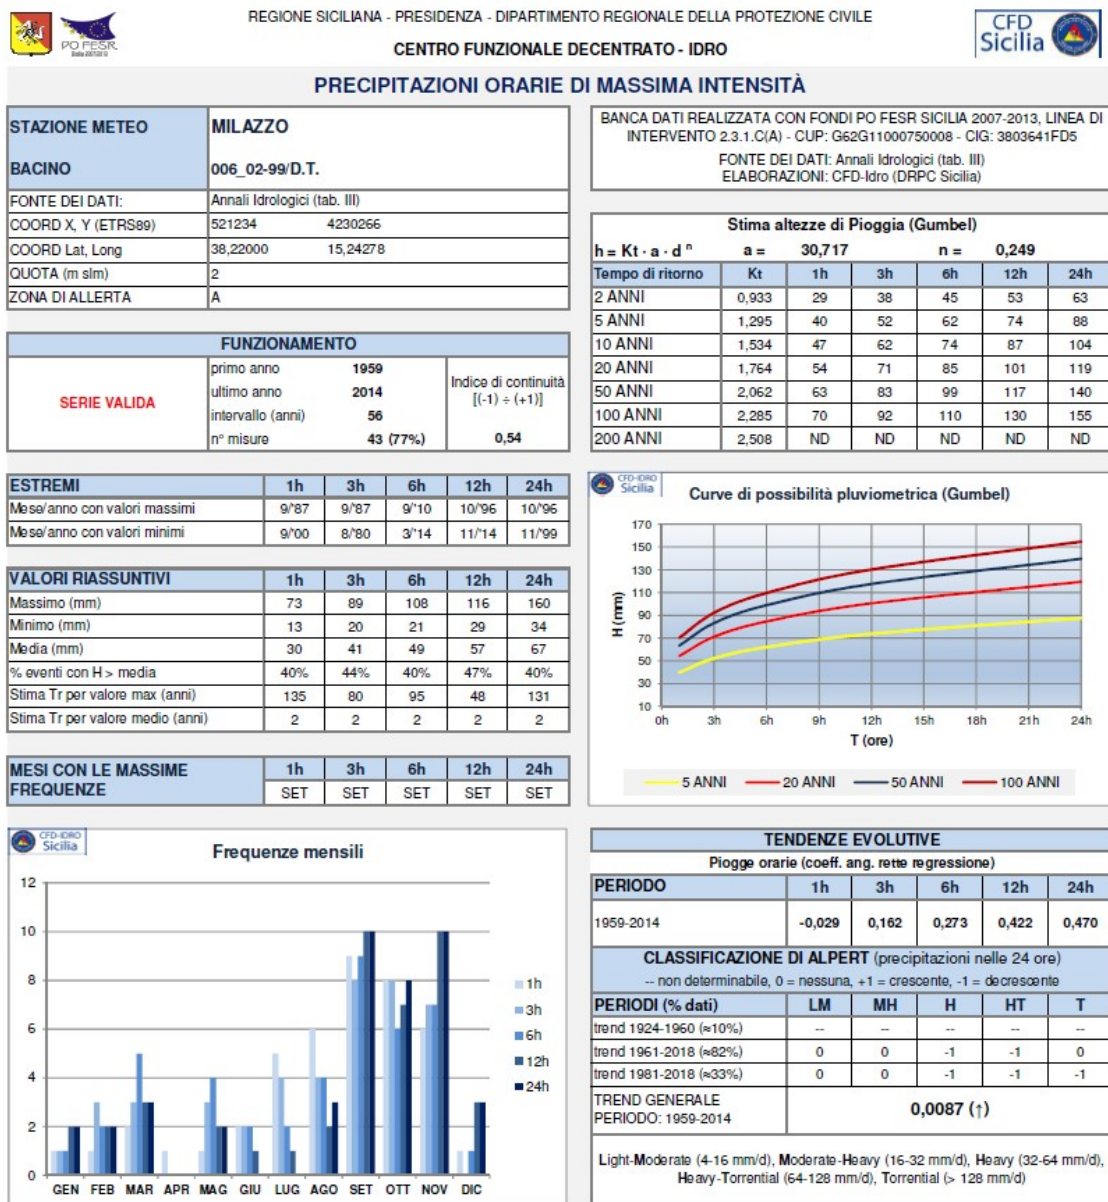 REGIONE SICILIANA - PRESIDENZA - DIPARTIMENTO REGIONALE DELLA PROTEZIONE CIVILE
PO FESR
CENTRO FUNZIONALE DECENTRATO - IDRO
CFD
Sicilia
PRECIPITAZIONI ORARIE DI MASSIMA INTENSITÀ
STAZIONE METEO MILAZZO
BACINO 006_02-99/D.T.
FONTE DEI DATI: Annali Idrologici (tab. III)
COORD X, Y (ETRS89) 521234 4230266
COORD Lat, Long 38,22000 15,24278
QUOTA (m slm) 2
ZONA DI ALLERTA A
BANCA DATI REALIZZATA CON FONDI PO FESR SICILIA 2007-2013, LINEA DI
INTERVENTO 2.3.1.C(A) - CUP: G62G11000750008 - CIG: 3803641FD5
FONTE DEI DATI: Annali Idrologici (tab. III)
ELABORAZIONI: CFD-Idro (DRPC Sicilia)
FUNZIONAMENTO
SERIE VALIDA
primo anno 1959
ultimo anno 2014
intervallo (anni) 56
n° misure 43 (77%)
Indice di continuità
[(-1) ÷ (+1)]
0,54
Stima altezze di Pioggia (Gumbel)
h = Kt · a · d n a = 30,717 n = 0,249
Tempo di ritorno Kt 1h 3h 6h 12h 24h
2 ANNI 0,933 29 38 45 53 63
5 ANNI 1,295 40 52 62 74 88
10 ANNI 1,534 47 62 74 87 104
20 ANNI 1,764 54 71 85 101 119
50 ANNI 2,062 63 83 99 117 140
100 ANNI 2,285 70 92 110 130 155
200 ANNI 2,508 ND ND ND ND ND
ESTREMI 1h 3h 6h 12h 24h
Mese/anno con valori massimi 9/'87 9/'87 9/'10 10/'96 10/'96
Mese/anno con valori minimi 9/'00 8/'80 3/'14 11/'14 11/'99
VALORI RIASSUNTIVI 1h 3h 6h 12h 24h
Massimo (mm) 73 89 108 116 160
Minimo (mm) 13 20 21 29 34
Media (mm) 30 41 49 57 67
% eventi con H > media 40% 44% 40% 47% 40%
Stima Tr per valore max (anni) 135 80 95 48 131
Stima Tr per valore medio (anni) 2 2 2 2 2
MESI CON LE MASSIME FREQUENZE 1h 3h 6h 12h 24h
SET SET SET SET SET
CFD-IDRO
Sicilia
Curve di possibilità pluviometrica (Gumbel)
H (mm)
170
150
130
110
90
70
50
30
10
0h 3h 6h 9h 12h 15h 18h 21h 24h
T (ore)
5 ANNI 20 ANNI 50 ANNI 100 ANNI
CFD-IDRO
Sicilia
Frequenze mensili
12
10
8
6
4
2
0
GEN FEB MAR APR MAG GIU LUG AGO SET OTT NOV DIC
1h
3h
6h
12h
24h
TENDENZE EVOLUTIVE
Piogge orarie (coeff. ang. rette regressione)
PERIODO 1h 3h 6h 12h 24h
1959-2014 -0,029 0,162 0,273 0,422 0,470
CLASSIFICAZIONE DI ALPERT (precipitazioni nelle 24 ore)
-- non determinabile, 0 = nessuna, +1 = crescente, -1 = decrescente
PERIODI (% dati) LM MH H HT T
trend 1924-1960 (≈10%) -- -- -- -- --
trend 1961-2018 (≈82%) 0 0 -1 -1 0
trend 1981-2018 (≈33%) 0 0 -1 -1 -1
TREND GENERALE
PERIODO: 1959-2014 0,0087 (↑)
Light-Moderate (4-16 mm/d), Moderate-Heavy (16-32 mm/d), Heavy (32-64 mm/d),
Heavy-Torrential (64-128 mm/d), Torrential (> 128 mm/d)